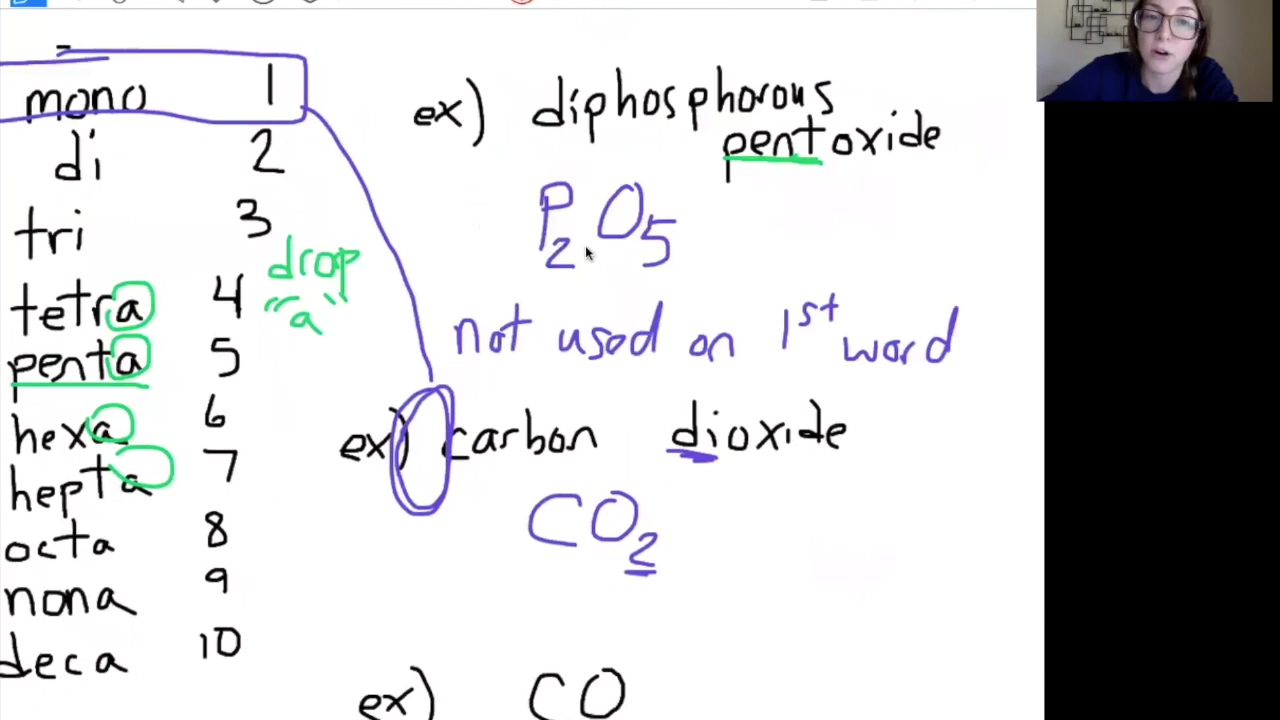 mono 1
di 2
tri 3
tetra 4
penta 5
hexa 6
hepta 7
octa 8
nona 9
deca 10
drop
"a"
ex) diphosphorous
pentoxide
P2O5
not used on 1st word
ex) carbon dioxide
CO2
ex) CO